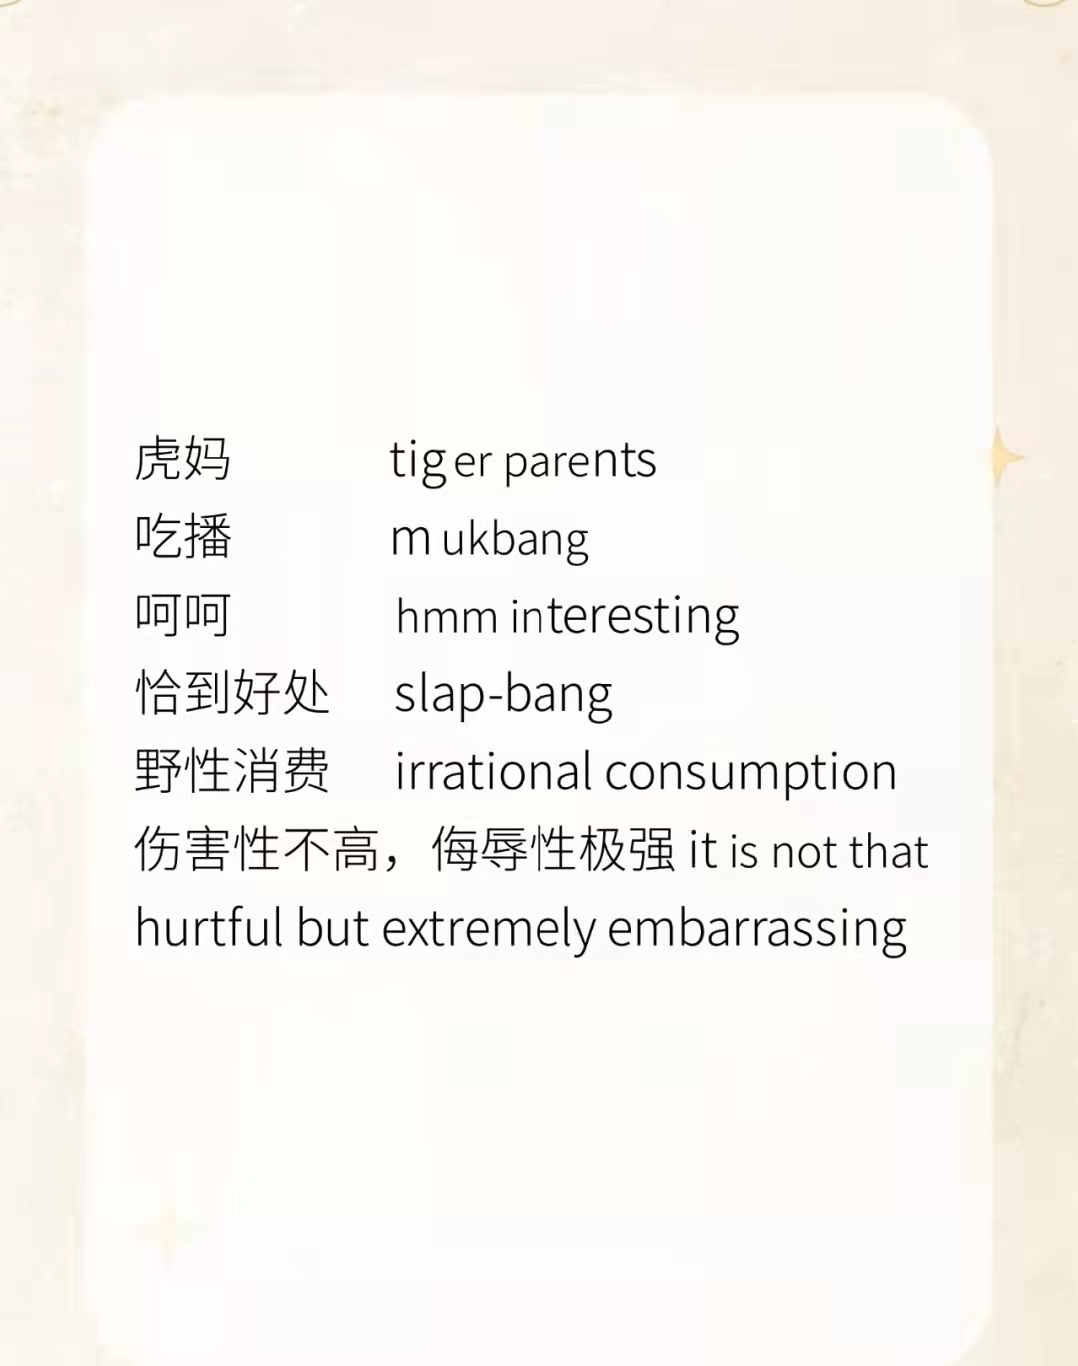 虎妈 tiger parents
吃播 mukbang
呵呵 hmm interesting
恰到好处 slap-bang
野性消费 irrational consumption
伤害性不高，侮辱性极强 it is not that
hurtful but extremely embarrassing